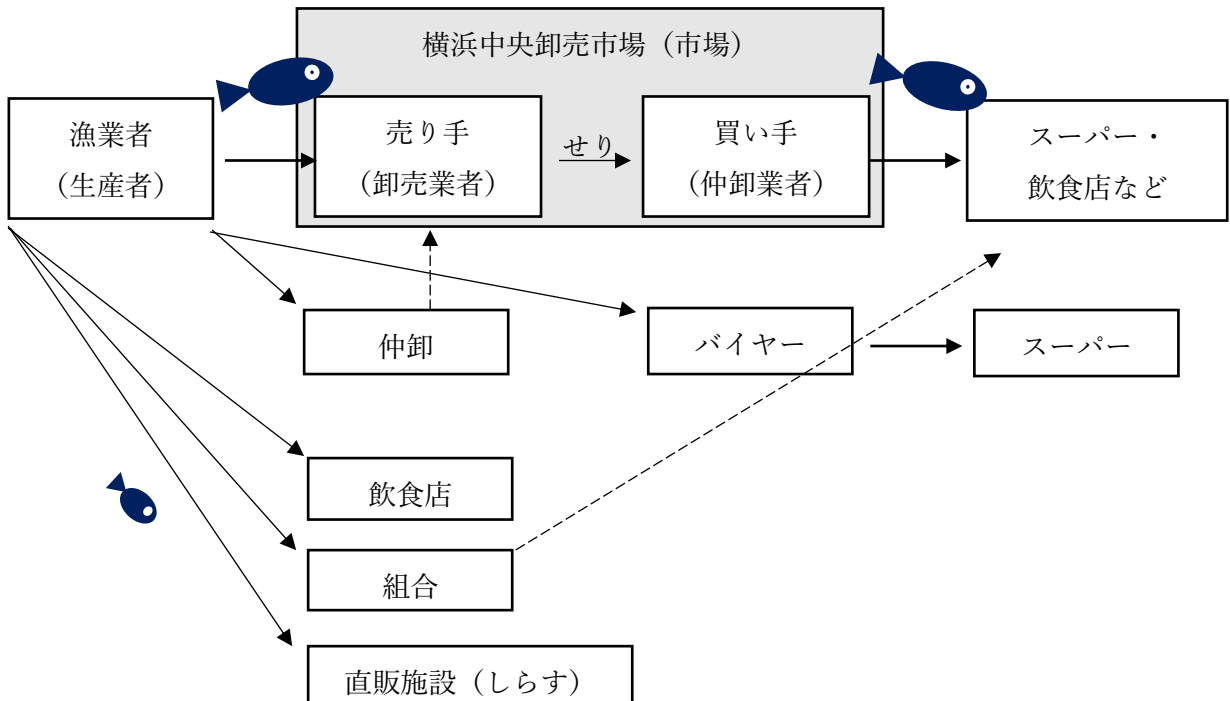 横浜中央卸売市場（市場）
漁業者
（生産者）
売り手
（卸売業者）
せり
買い手
（仲卸業者）
スーパー・
飲食店など
仲卸
バイヤー
スーパー
飲食店
組合
直販施設（しらす）